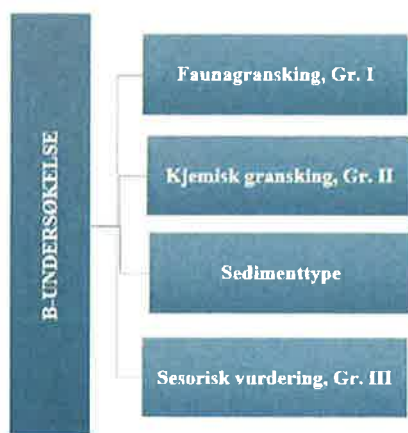 B-UNDERSØKELSE
Faunagransking, Gr. I
Kjemisk gransking, Gr. II
Sedimenttype
Sesorisk vurdering, Gr. III